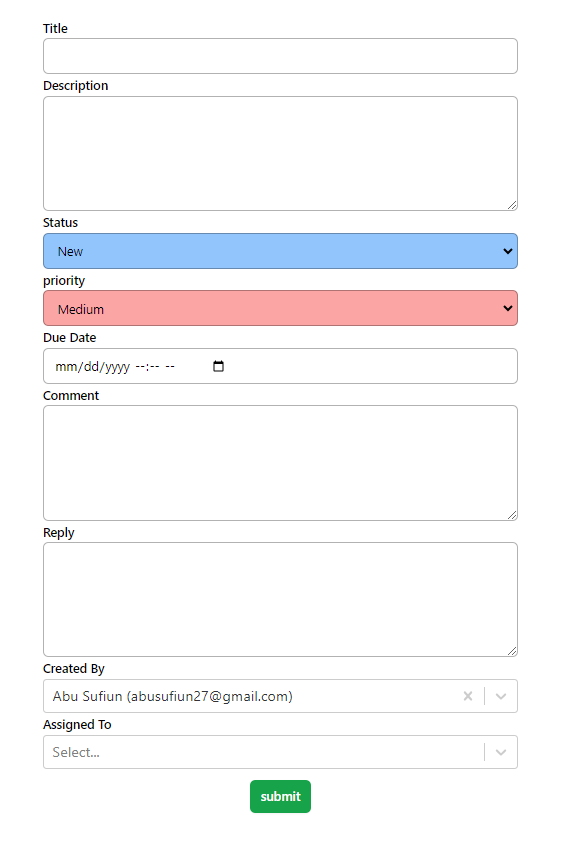 Title
Description
Status
New
priority
Medium
Due Date
mm/dd/yyyy --:-- --
Comment
Reply
Created By
Abu Sufiun (abusufiun27@gmail.com)
Assigned To
Select...
submit